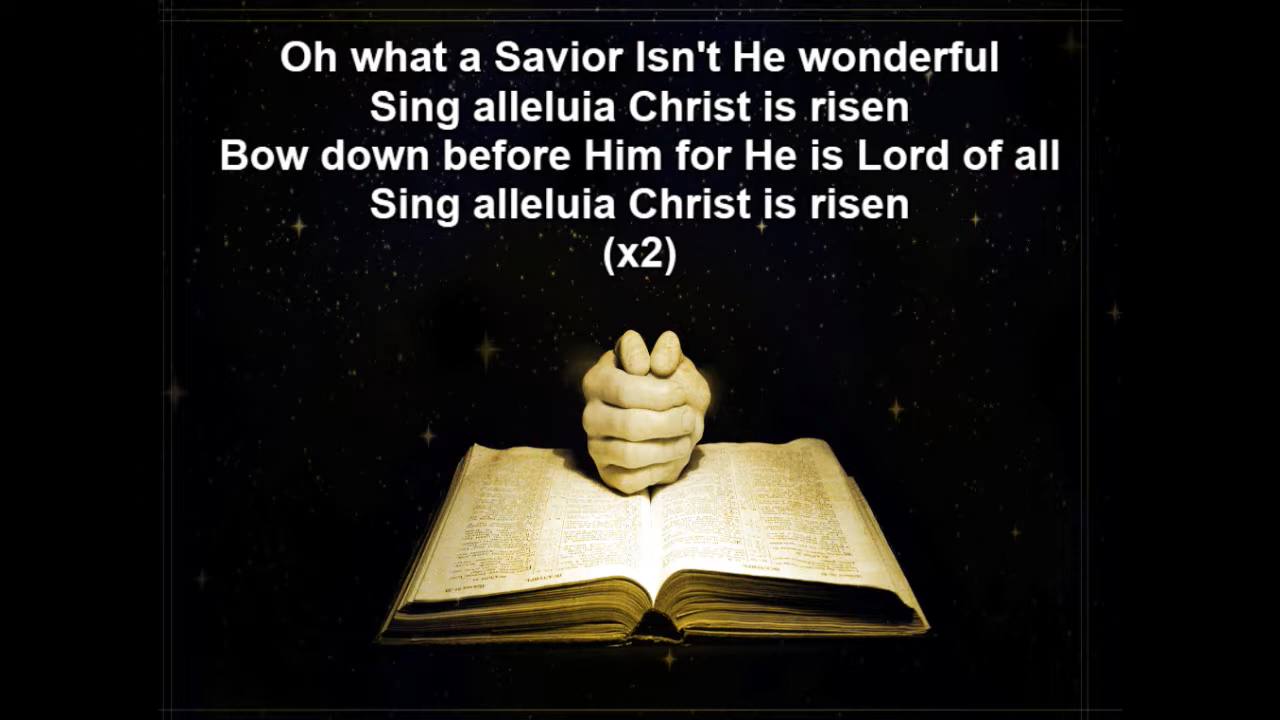 Oh what a Savior Isn't He wonderful
Sing alleluia Christ is risen
Bow down before Him for He is Lord of all
Sing alleluia Christ is risen
(x2)